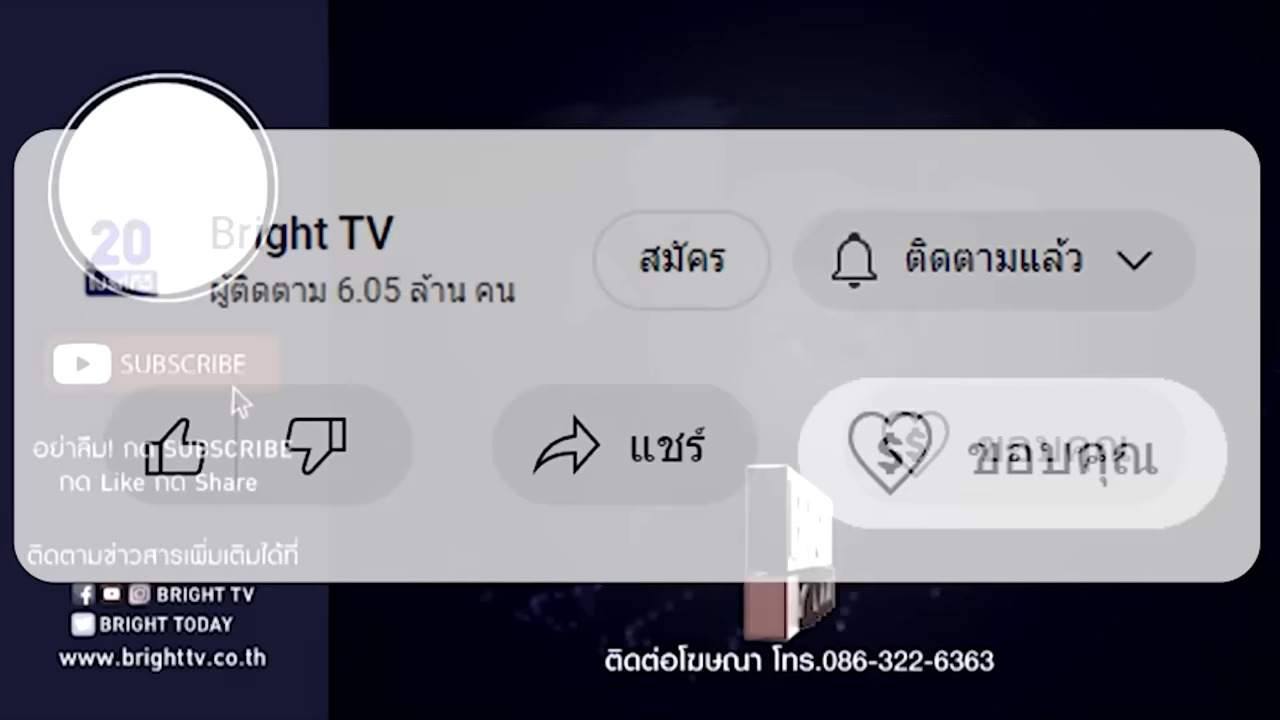 20
Bright TV
ผู้ติดตาม 6.05 ล้าน คน
สมัคร
ติดตามแล้ว
SUBSCRIBE
แชร์
ขอบคุณ
อย่าลืม! กด SUBSCRIBE
กด Like กด Share
ติดตามข่าวสารเพิ่มเติมได้ที่
BRIGHT TV
BRIGHT TODAY
www.brighttv.co.th
ติดต่อโฆษณา โทร.086-322-6363